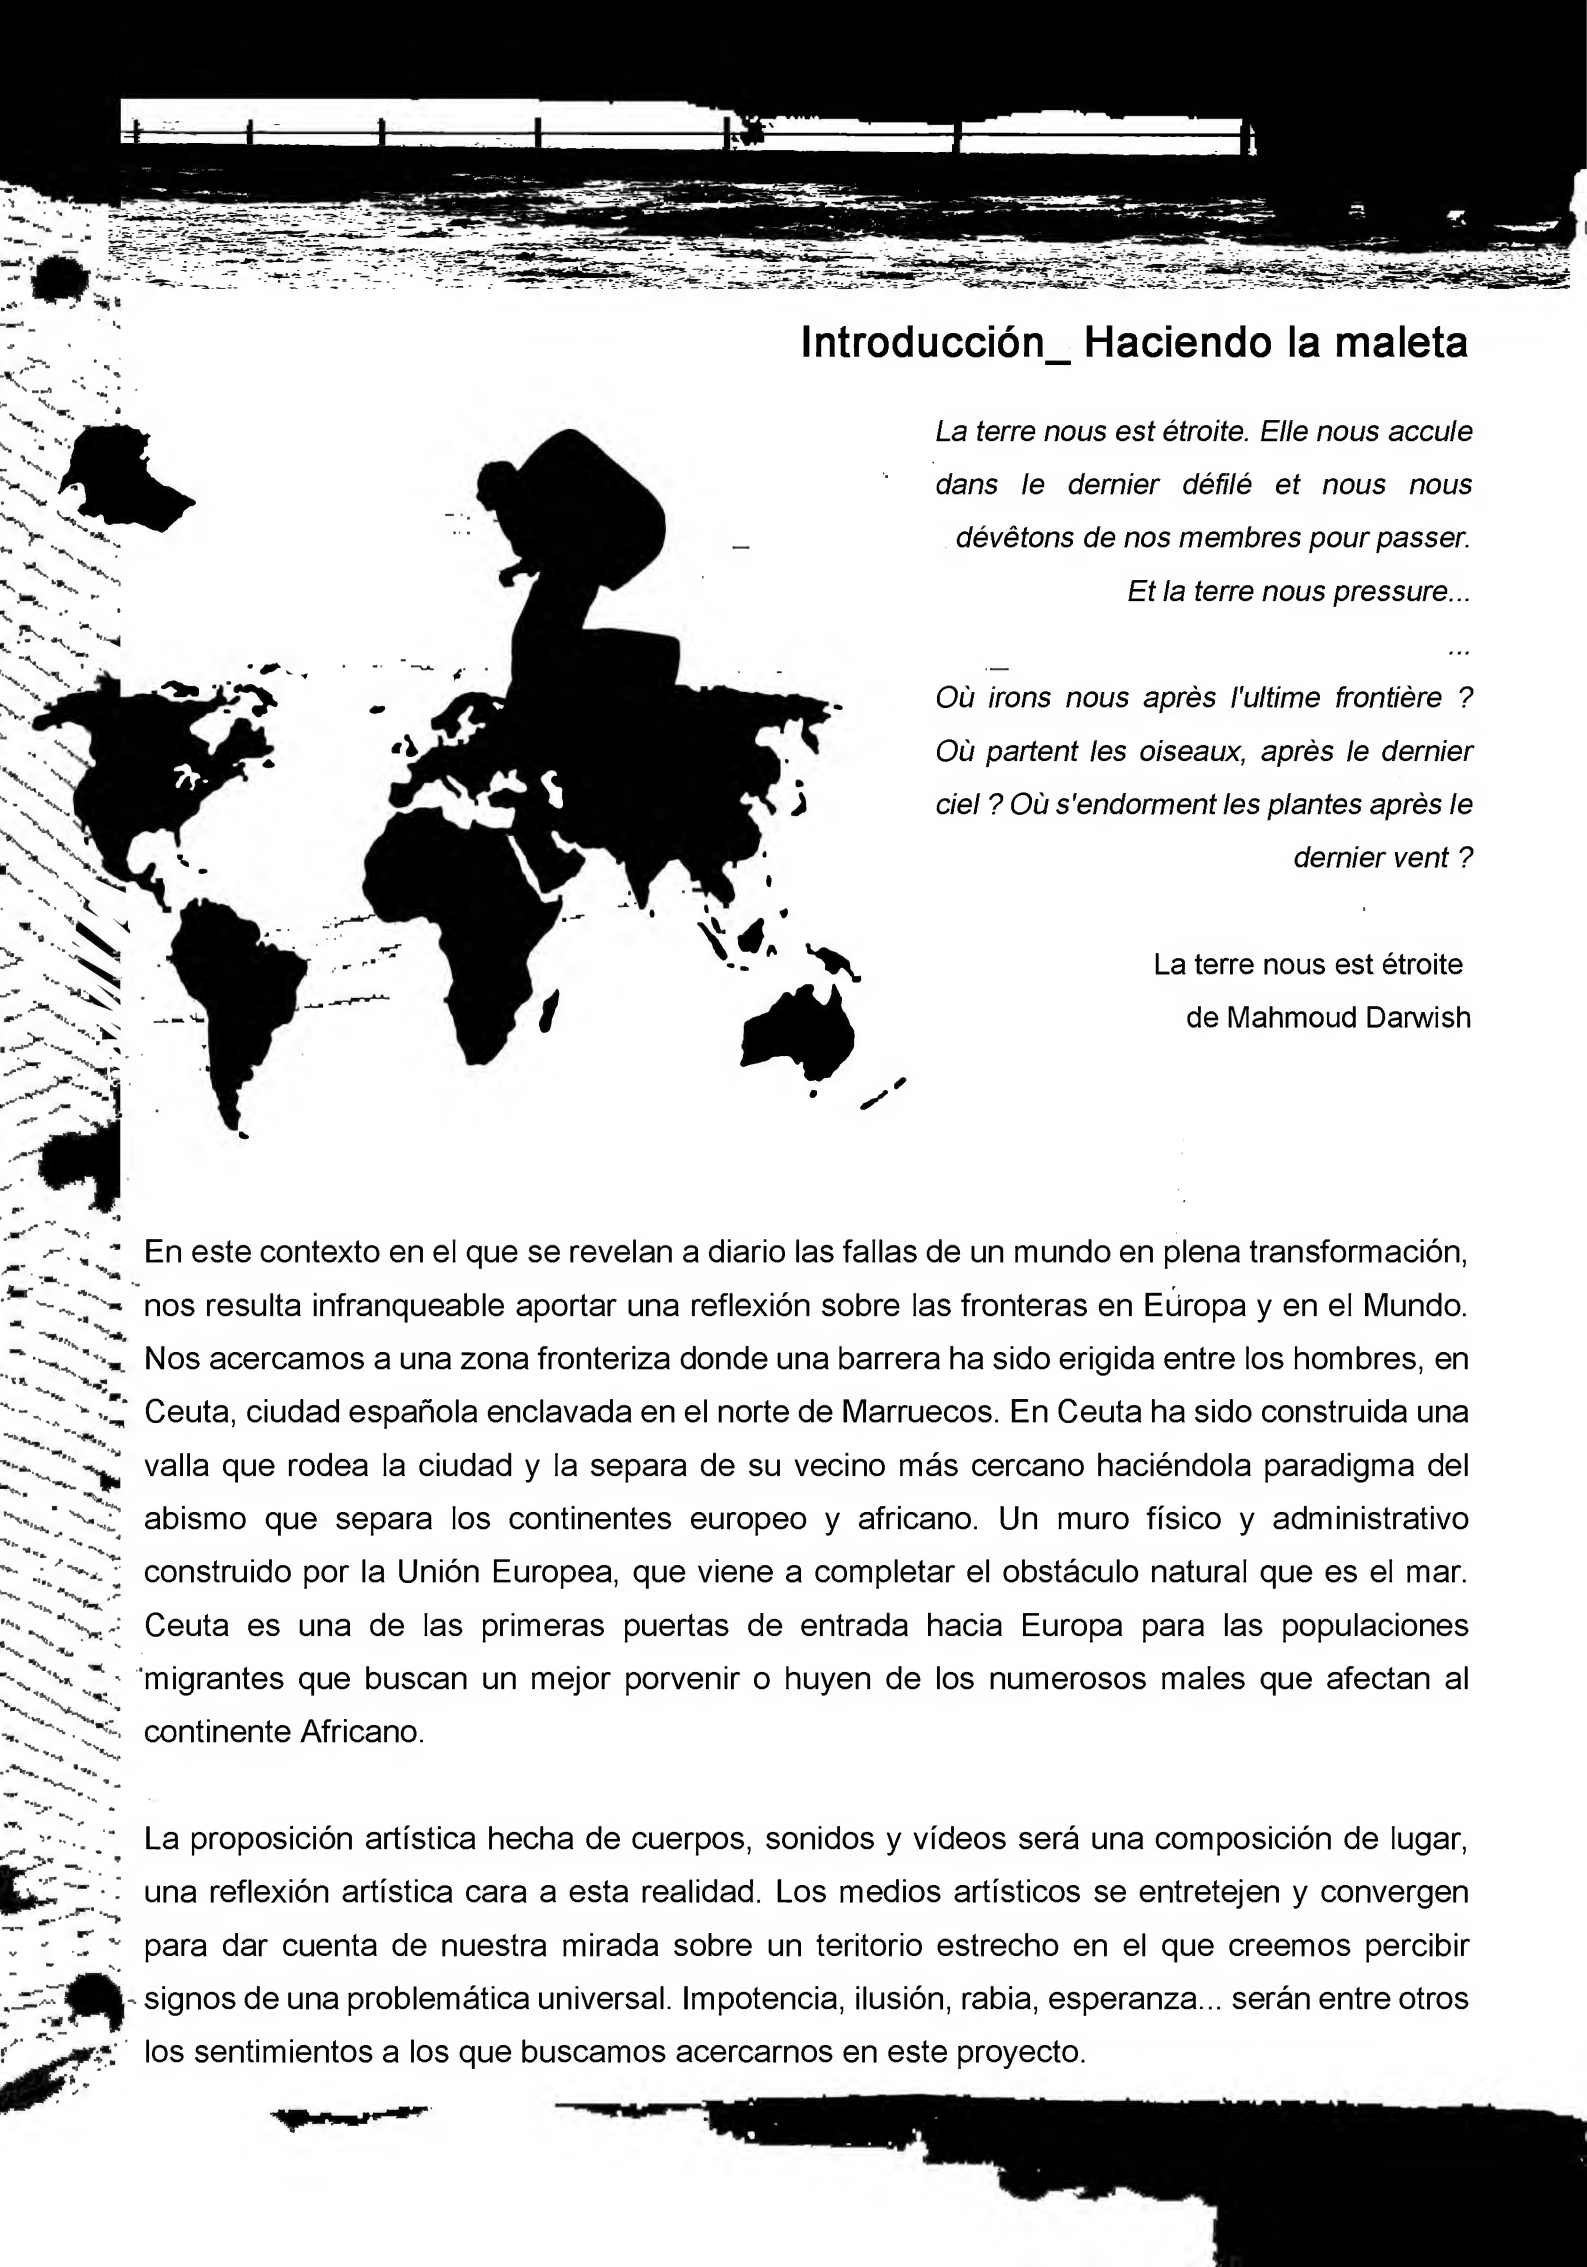 Introducción_ Haciendo la maleta
La terre nous est étroite. Elle nous accule
dans le dernier défilé et nous nous
dévêtons de nos membres pour passer.
Et la terre nous pressure...
...
Où irons nous après l'ultime frontière ?
Où partent les oiseaux, après le dernier
ciel ? Où s'endorment les plantes après le
dernier vent ?
La terre nous est étroite
de Mahmoud Darwish
En este contexto en el que se revelan a diario las fallas de un mundo en plena transformación,
nos resulta infranqueable aportar una reflexión sobre las fronteras en Europa y en el Mundo.
Nos acercamos a una zona fronteriza donde una barrera ha sido erigida entre los hombres, en
Ceuta, ciudad española enclavada en el norte de Marruecos. En Ceuta ha sido construida una
valla que rodea la ciudad y la separa de su vecino más cercano haciéndola paradigma del
abismo que separa los continentes europeo y africano. Un muro físico y administrativo
construido por la Unión Europea, que viene a completar el obstáculo natural que es el mar.
Ceuta es una de las primeras puertas de entrada hacia Europa para las populaciones
migrantes que buscan un mejor porvenir o huyen de los numerosos males que afectan al
continente Africano.
La proposición artística hecha de cuerpos, sonidos y vídeos será una composición de lugar,
una reflexión artística cara a esta realidad. Los medios artísticos se entretejen y convergen
para dar cuenta de nuestra mirada sobre un teritorio estrecho en el que creemos percibir
signos de una problemática universal. Impotencia, ilusión, rabia, esperanza... serán entre otros
los sentimientos a los que buscamos acercarnos en este proyecto.